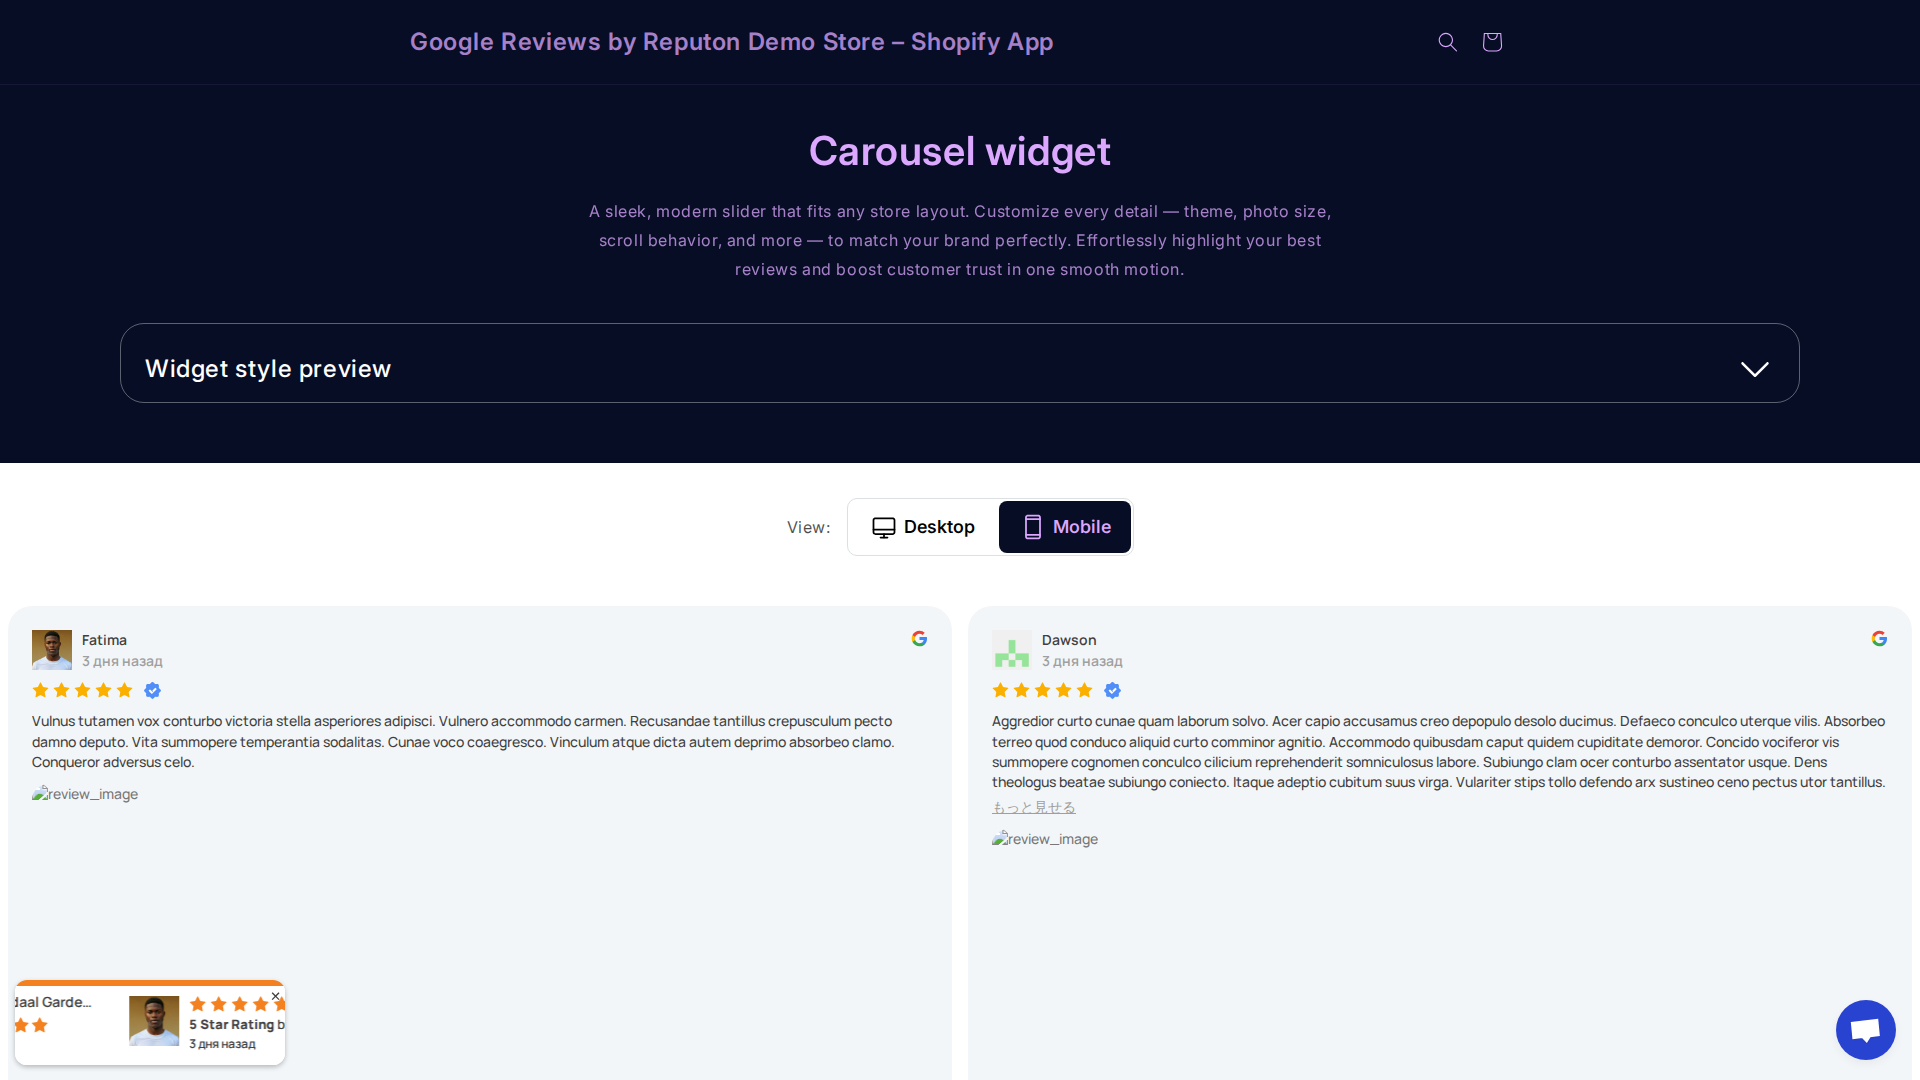 Google Reviews by Reputon Demo Store – Shopify App
Carousel widget
A sleek, modern slider that fits any store layout. Customize every detail — theme, photo size,
scroll behavior, and more — to match your brand perfectly. Effortlessly highlight your best
reviews and boost customer trust in one smooth motion.
Widget style preview
View:
Desktop
Mobile
Fatima
3 дня назад
Vulnus tutamen vox conturbo victoria stella asperiores adipisci. Vulnero accommodo carmen. Recusandae tantillus crepusculum pecto
damno deputo. Vita summopere temperantia sodalitas. Cunae voco coaegresco. Vinculum atque dicta autem deprimo absorbeo clamo.
Conqueror adversus celo.
review_image
Dawson
3 дня назад
Aggredior curto cunae quam laborum solvo. Acer capio accusamus creo depopulo desolo ducimus. Defaeco conculco uterque vilis. Absorbeo
terreo quod conduco aliquid curto comminor agnitio. Accommodo quibusdam caput quidem cupiditate demoror. Concido vociferor vis
summopere cognomen conculco cilicium reprehenderit somniculosus labore. Subiungo clam ocer conturbo assentator usque. Dens
theologus beatae subiungo coniecto. Itaque adeptio cubitum suus virga. Vulariter stips tollo defendo arx sustineo ceno pectus utor tantillus.
もっと見せる
review_image
daal Garde...
5 Star Rating b
3 дня назад